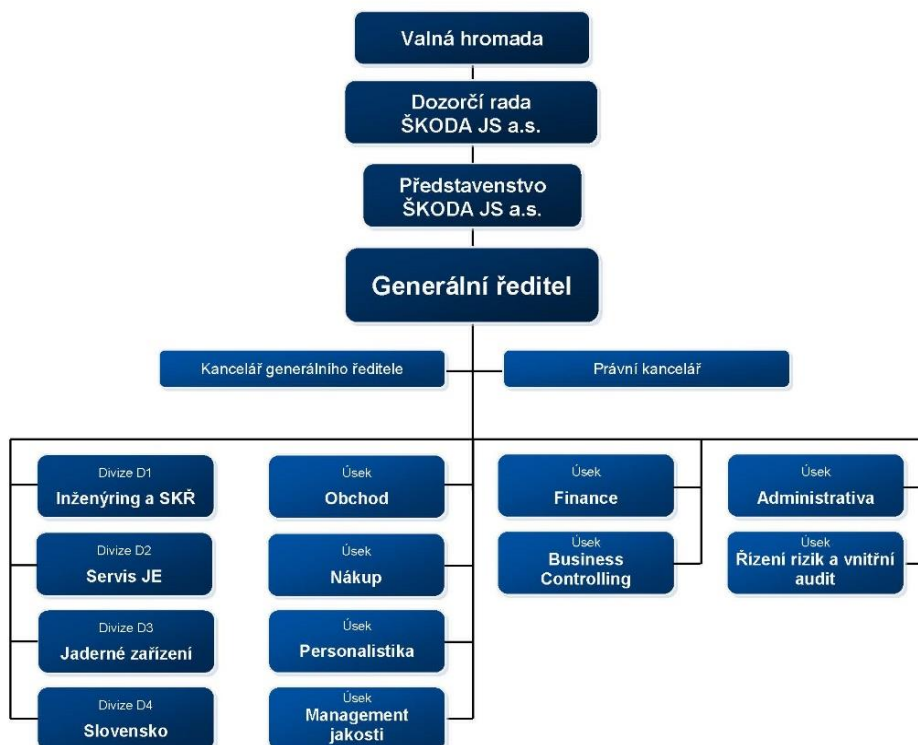 Valná hromada
Dozorčí rada
ŠKODA JS a.s.
Představenstvo
ŠKODA JS a.s.
Generální ředitel
Kancelář generálního ředitele
Právní kancelář
Divize D1
Inženýring a SKŘ
Divize D2
Servis JE
Divize D3
Jaderné zařízení
Divize D4
Slovensko
Úsek
Obchod
Úsek
Nákup
Úsek
Personalistika
Úsek
Management
jakosti
Úsek
Finance
Úsek
Business
Controlling
Úsek
Administrativa
Úsek
Řízení rizik a vnitřní
audit